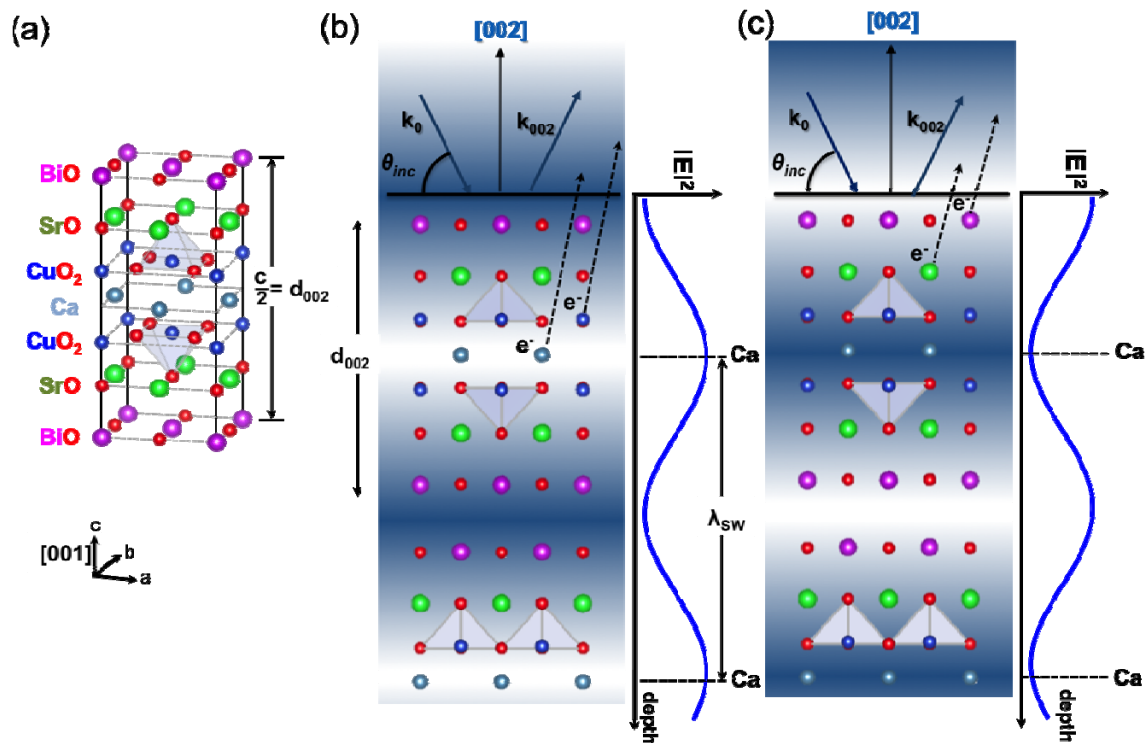 (a)
BiO
SrO
CuO2
Ca
CuO2
SrO
BiO
c/2 = d002
[001]
c
b
a
(b)
[002]
k0
k002
θinc
e-
e-
d002
|E|2
Ca
λSW
Ca
depth
(c)
[002]
k0
k002
θinc
e-
e-
|E|2
Ca
Ca
depth